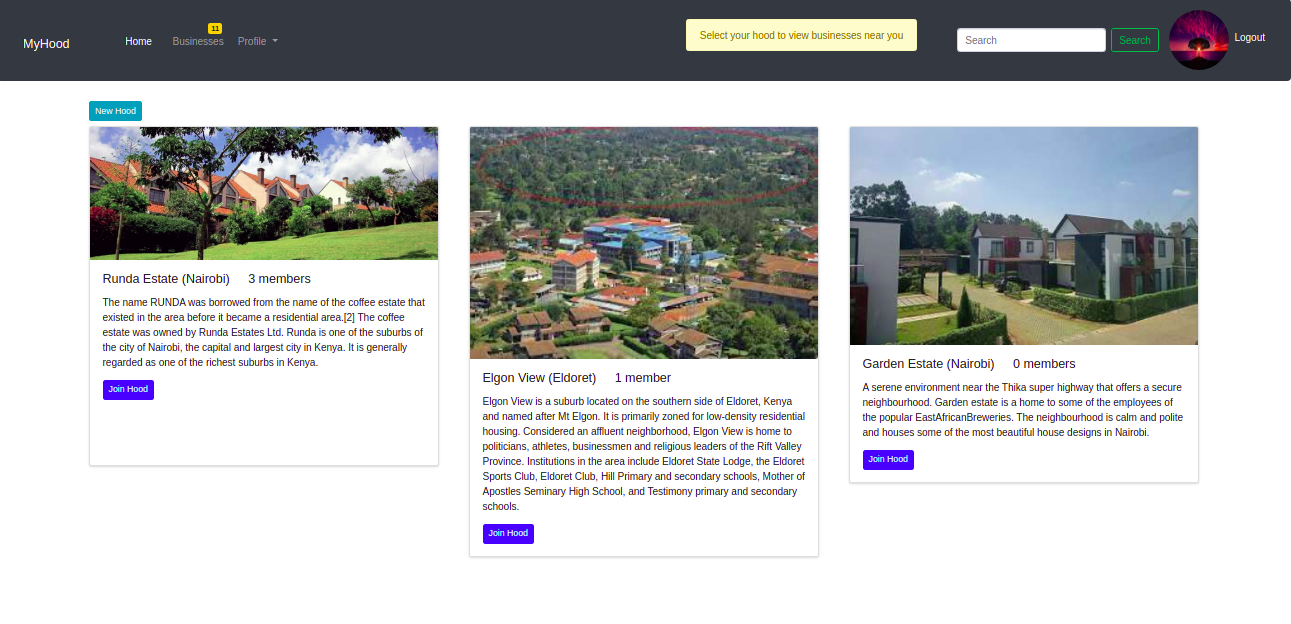 MyHood
Home
Businesses
11
Profile
Select your hood to view businesses near you
Search
Search
Logout
New Hood
Runda Estate (Nairobi) 3 members
The name RUNDA was borrowed from the name of the coffee estate that
existed in the area before it became a residential area.[2] The coffee
estate was owned by Runda Estates Ltd. Runda is one of the suburbs of
the city of Nairobi, the capital and largest city in Kenya. It is generally
regarded as one of the richest suburbs in Kenya.
Join Hood
Elgon View (Eldoret) 1 member
Elgon View is a suburb located on the southern side of Eldoret, Kenya
and named after Mt Elgon. It is primarily zoned for low-density residential
housing. Considered an affluent neighborhood, Elgon View is home to
politicians, athletes, businessmen and religious leaders of the Rift Valley
Province. Institutions in the area include Eldoret State Lodge, the Eldoret
Sports Club, Eldoret Club, Hill Primary and secondary schools, Mother of
Apostles Seminary High School, and Testimony primary and secondary
schools.
Join Hood
Garden Estate (Nairobi) 0 members
A serene environment near the Thika super highway that offers a secure
neighbourhood. Garden estate is a home to some of the employees of
the popular EastAfricanBreweries. The neighbourhood is calm and polite
and houses some of the most beautiful house designs in Nairobi.
Join Hood